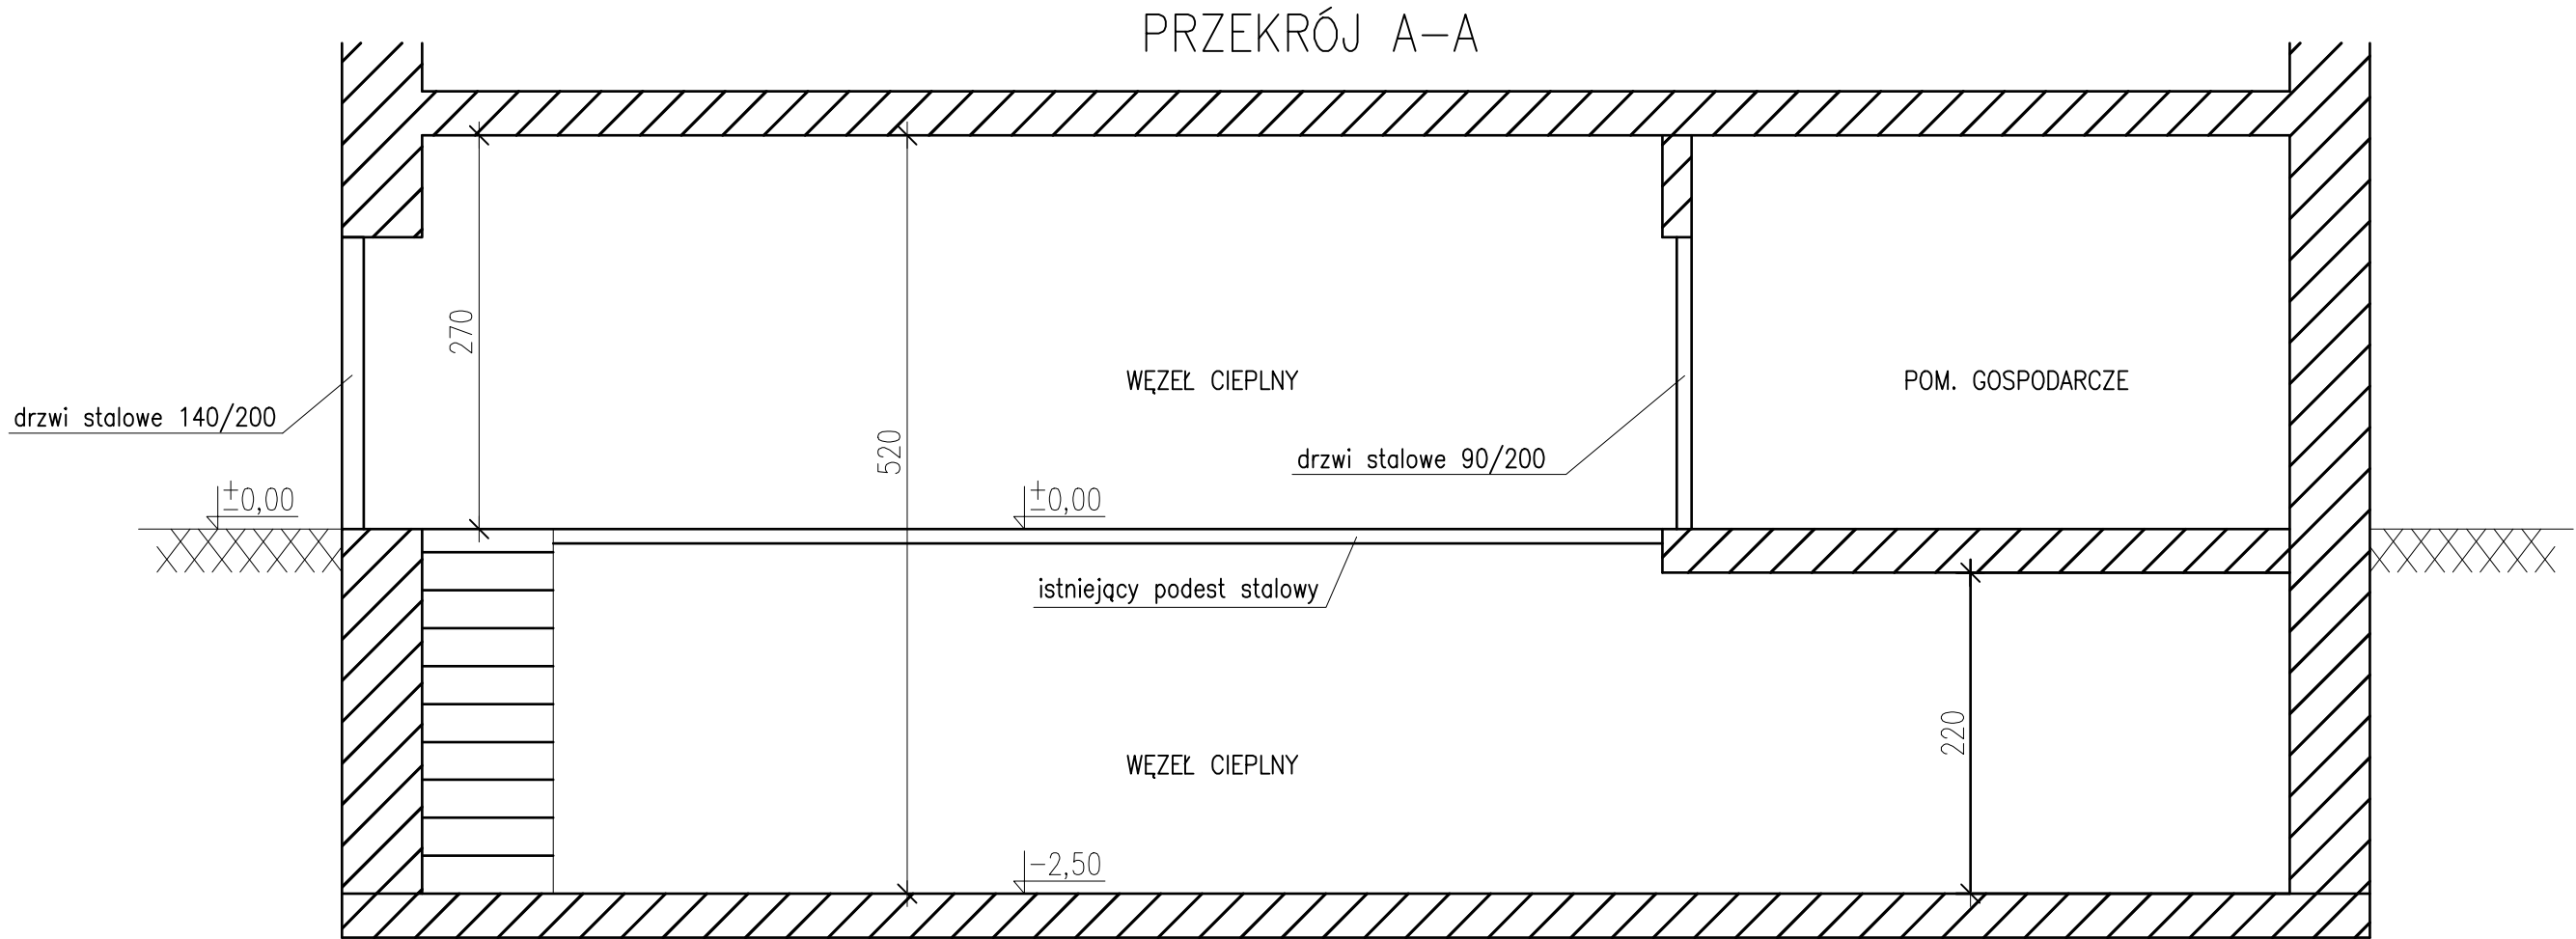 PRZEKRÓJ A-A
270
WĘZEŁ CIEPLNY
POM. GOSPODARCZE
drzwi stalowe 140/200
520
drzwi stalowe 90/200
±0,00
±0,00
istniejący podest stalowy
220
WĘZEŁ CIEPLNY
-2,50